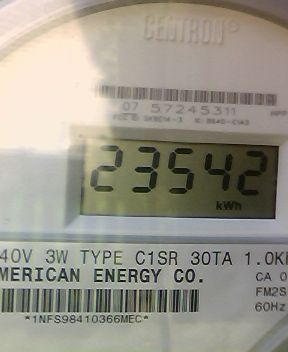 CENTRON®
07 57245311
23542
kWh
40V 3W TYPE C1SR 30TA 1.0K
MERICAN ENERGY CO.
CA 0
FM2S
60Hz
*1NFS98410366MEC*